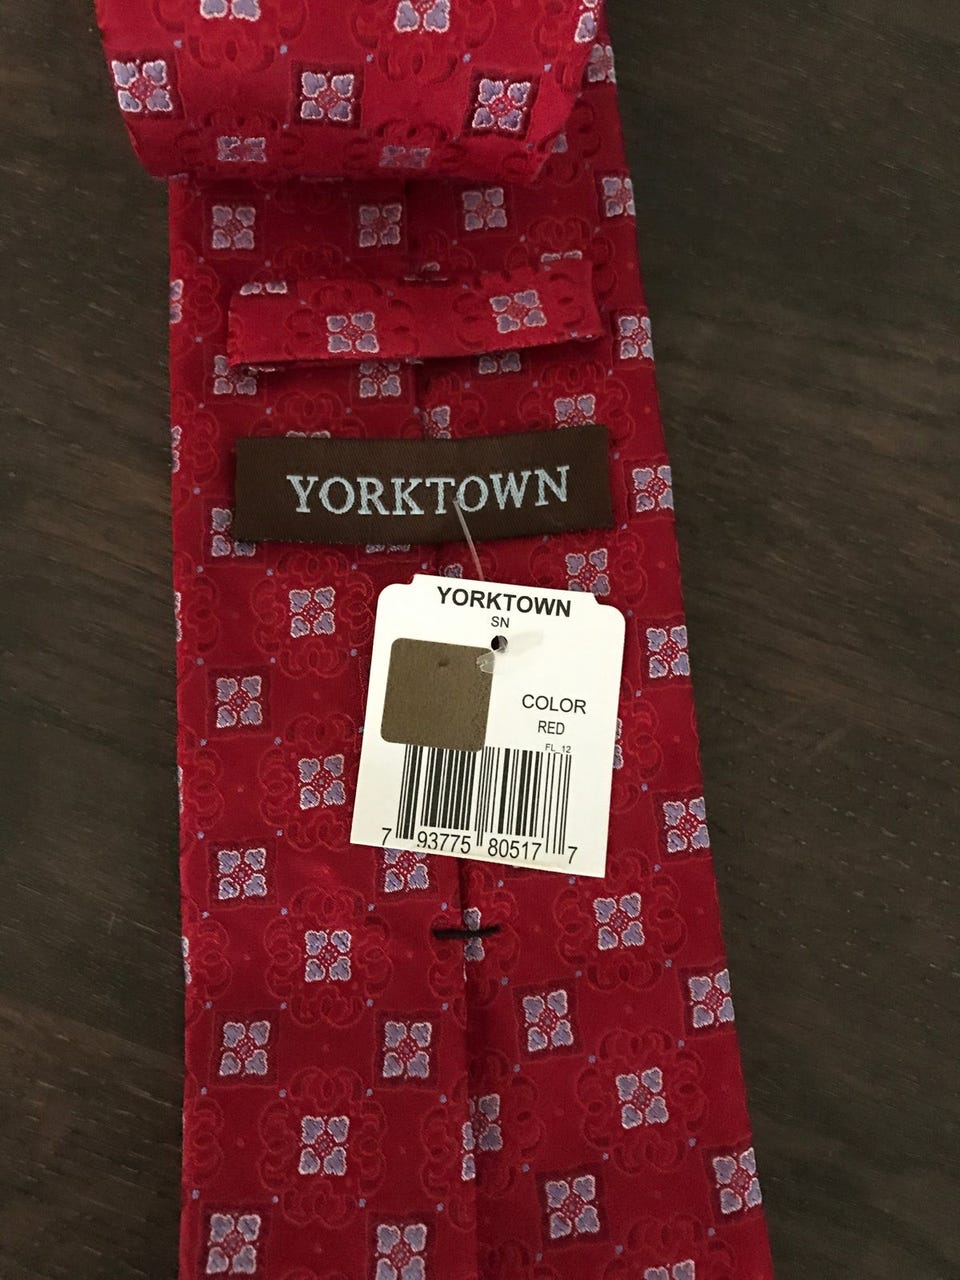 YORKTOWN
YORKTOWN
SN
COLOR
RED
FL_12
7 93775 80517 7